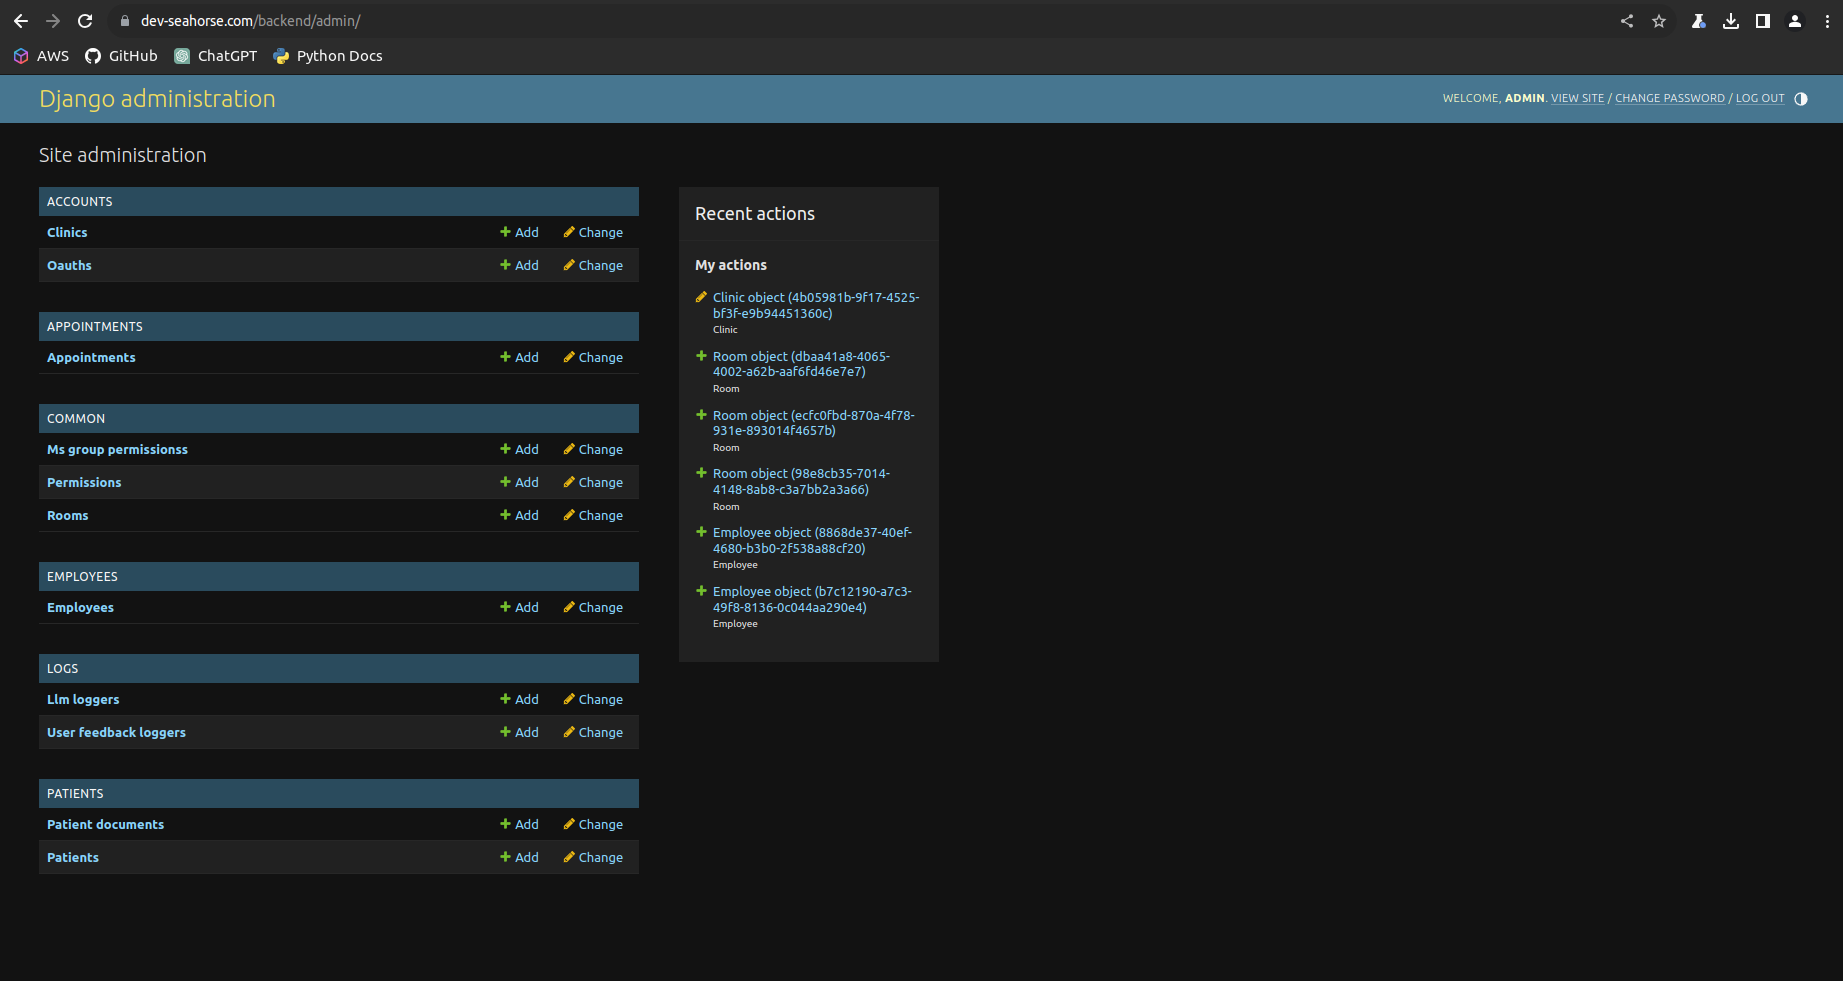 dev-seahorse.com/backend/admin/
AWS GitHub ChatGPT Python Docs
Django administration
WELCOME, ADMIN. VIEW SITE / CHANGE PASSWORD / LOG OUT
Site administration
ACCOUNTS
Clinics Add Change
Oauths Add Change
APPOINTMENTS
Appointments Add Change
COMMON
Ms group permissionss Add Change
Permissions Add Change
Rooms Add Change
EMPLOYEES
Employees Add Change
LOGS
Llm loggers Add Change
User feedback loggers Add Change
PATIENTS
Patient documents Add Change
Patients Add Change
Recent actions
My actions
Clinic object (4b05981b-9f17-4525-
bf3f-e9b94451360c)
Clinic
Room object (dbaa41a8-4065-
4002-a62b-aaf6fd46e7e7)
Room
Room object (ecfc0fbd-870a-4f78-
931e-893014f4657b)
Room
Room object (98e8cb35-7014-
4148-8ab8-c3a7bb2a3a66)
Room
Employee object (8868de37-40ef-
4680-b3b0-2f538a88cf20)
Employee
Employee object (b7c12190-a7c3-
49f8-8136-0c044aa290e4)
Employee